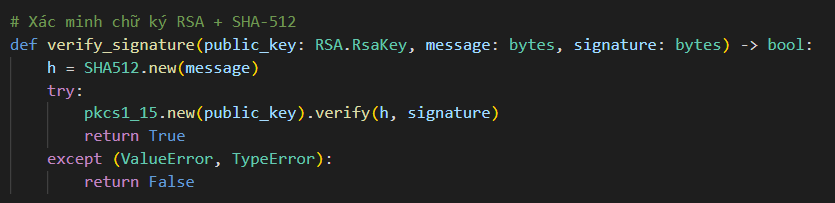 # Xác minh chữ ký RSA + SHA-512
def verify_signature(public_key: RSA.RsaKey, message: bytes, signature: bytes) -> bool:
    h = SHA512.new(message)
    try:
        pkcs1_15.new(public_key).verify(h, signature)
        return True
    except (ValueError, TypeError):
        return False